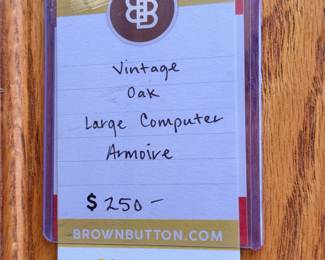 B
Vintage
Oak
Large Computer
Armoire
$250-
BROWNBUTTON.COM